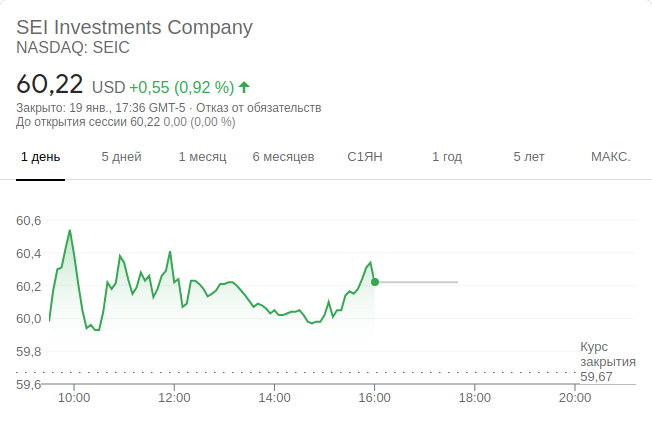 SEI Investments Company
NASDAQ: SEIC
60,22 USD +0,55 (0,92 %)
Закрыто: 19 янв., 17:36 GMT-5 · Отказ от обязательств
До открытия сессии 60,22 0,00 (0,00 %)
1 день 5 дней 1 месяц 6 месяцев С1ЯН 1 год 5 лет МАКС.
60,6
60,4
60,2
60,0
59,8
59,6
Курс
закрытия
59,67
10:00 12:00 14:00 16:00 18:00 20:00